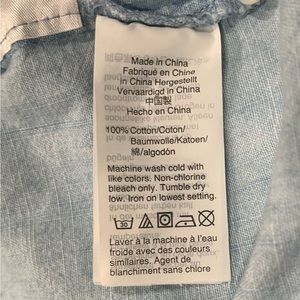 Made in China
Fabriqué en Chine
in China Hergestellt
Vervaardigd in China
中国製
Hecho en China
100% Cotton/Coton/
Baumwolle/Katoen/
綿/algodón
Machine wash cold with
like colors. Non-chlorine
bleach only. Tumble dry
low. Iron on lowest setting.
30
Laver à la machine à l'eau
froide avec des couleurs
similaires. Agent de
blanchiment sans chlore